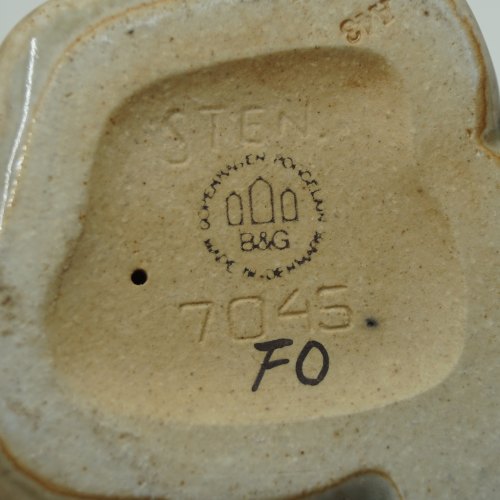 STEN.
COPENHAGEN PORCELAIN
B&G
MADE IN DENMARK
7045
FO